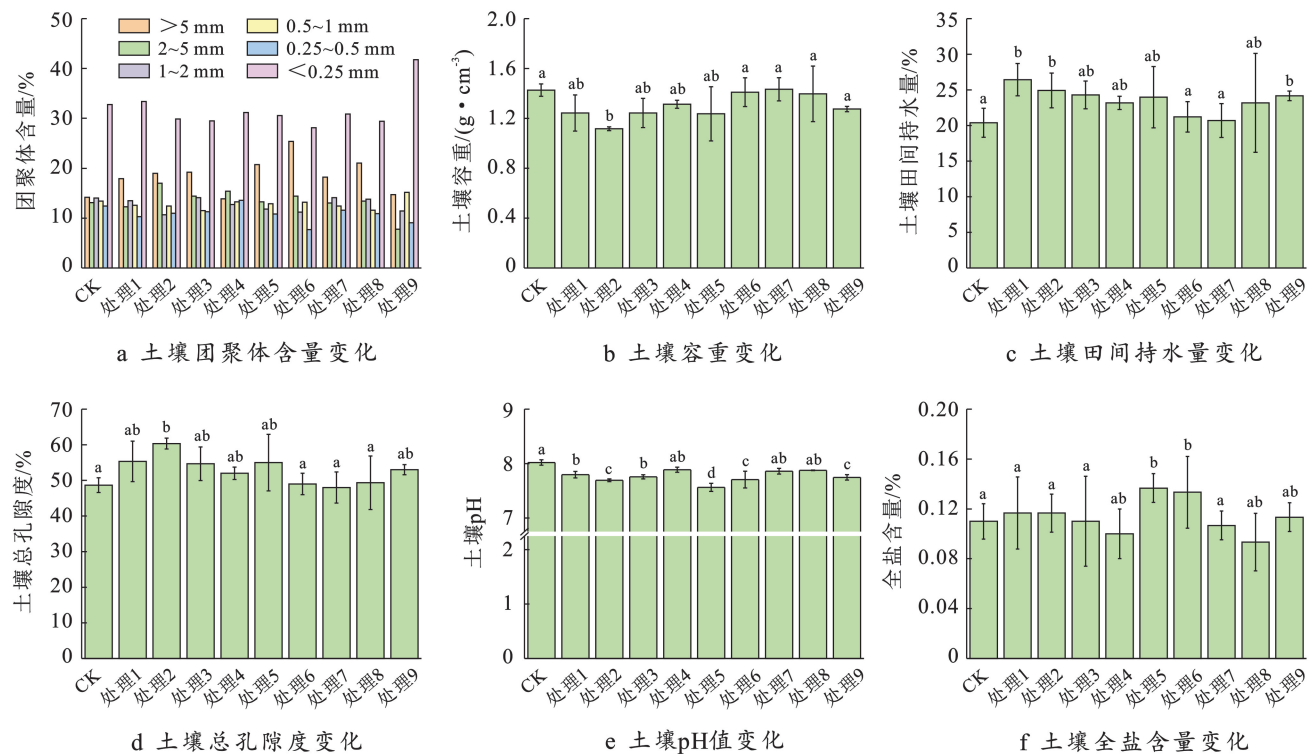 团聚体含量/%
50
40
30
20
10
0
>5 mm
2~5 mm
1~2 mm
0.5~1 mm
0.25~0.5 mm
<0.25 mm
CK 处理1 处理2 处理3 处理4 处理5 处理6 处理7 处理8 处理9
a 土壤团聚体含量变化
土壤容重/(g·cm-3)
2.0
1.6
1.2
0.8
0.4
0
a ab b ab ab ab a a a a
CK 处理1 处理2 处理3 处理4 处理5 处理6 处理7 处理8 处理9
b 土壤容重变化
土壤田间持水量/%
35
30
25
20
15
10
5
0
a b b ab ab ab a a ab b
CK 处理1 处理2 处理3 处理4 处理5 处理6 处理7 处理8 处理9
c 土壤田间持水量变化
土壤总孔隙度/%
70
60
50
40
30
20
10
0
a ab b ab ab ab a a a ab
CK 处理1 处理2 处理3 处理4 处理5 处理6 处理7 处理8 处理9
d 土壤总孔隙度变化
土壤pH
9
8
7
2
1
0
a b c b ab d c ab ab c
CK 处理1 处理2 处理3 处理4 处理5 处理6 处理7 处理8 处理9
e 土壤pH值变化
全盐含量/%
0.20
0.16
0.12
0.08
0.04
0
a a a a ab b b a ab ab
CK 处理1 处理2 处理3 处理4 处理5 处理6 处理7 处理8 处理9
f 土壤全盐含量变化